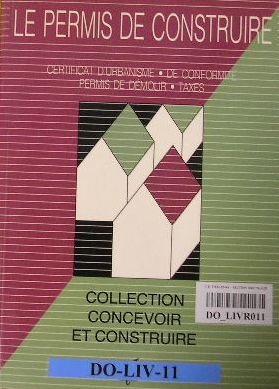 LE PERMIS DE CONSTRUIRE
CERTIFICAT D'URBANISME • DE CONFORMITÉ
PERMIS DE DÉMOLIR • TAXES
COLLECTION
CONCEVOIR
ET CONSTRUIRE
DO_LIVR011
DO-LIV-11